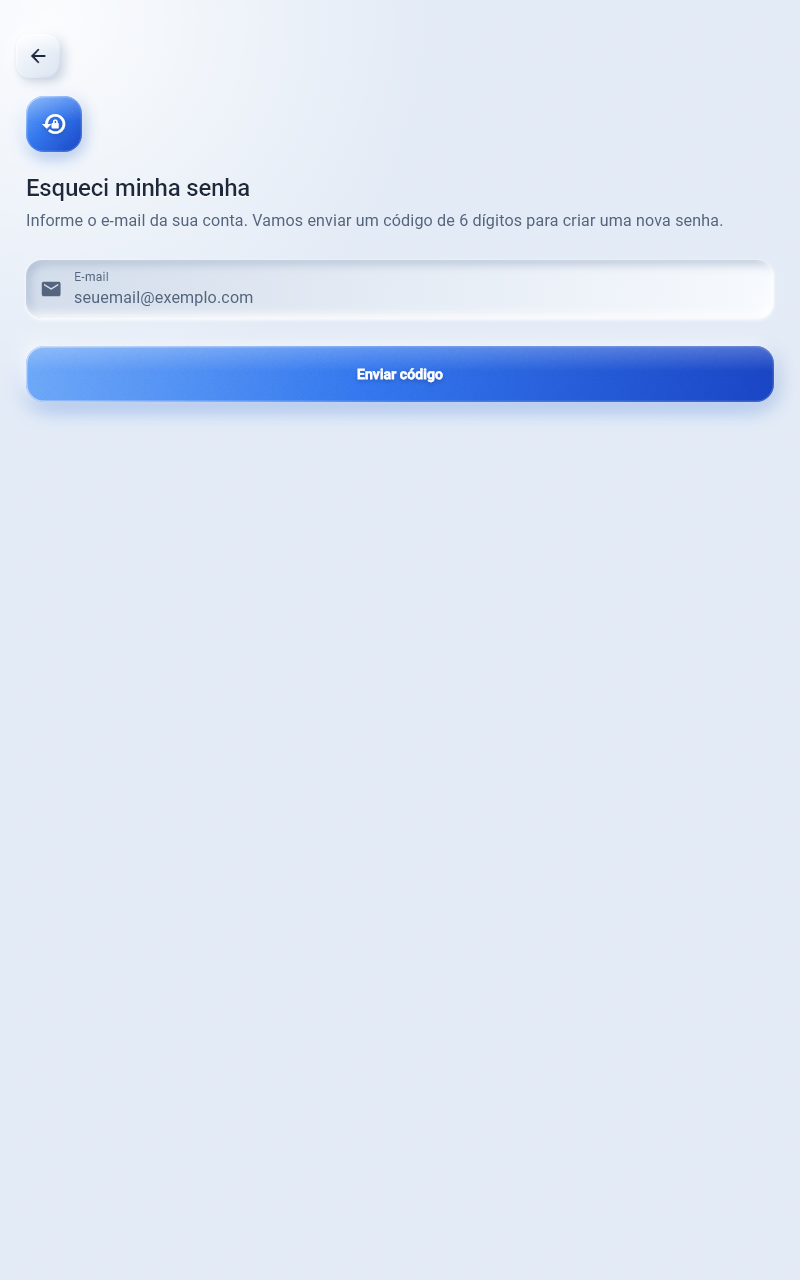 Esqueci minha senha
Informe o e-mail da sua conta. Vamos enviar um código de 6 dígitos para criar uma nova senha.
E-mail
seuemail@exemplo.com
Enviar código